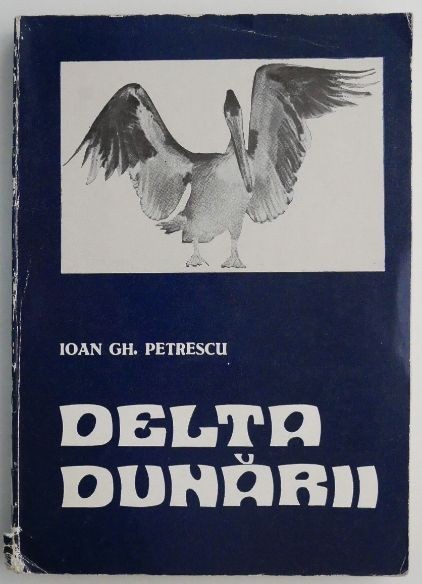 IOAN GH. PETRESCU
DELTA
DUNĂRII